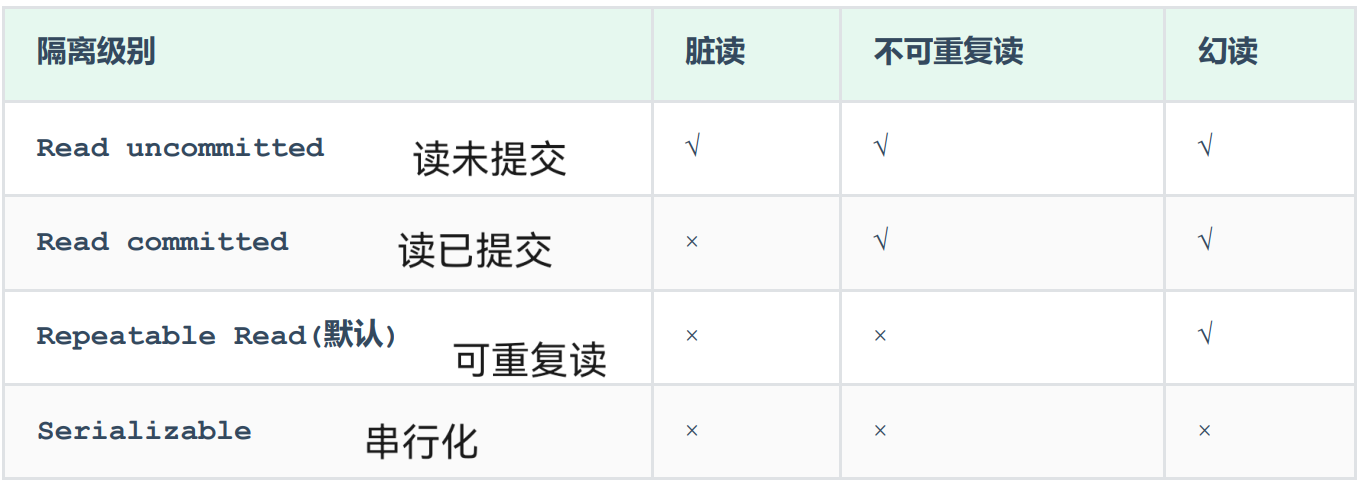 隔离级别 脏读 不可重复读 幻读
Read uncommitted 读未提交 √ √ √
Read committed 读已提交 × √ √
Repeatable Read(默认) 可重复读 × × √
Serializable 串行化 × × ×